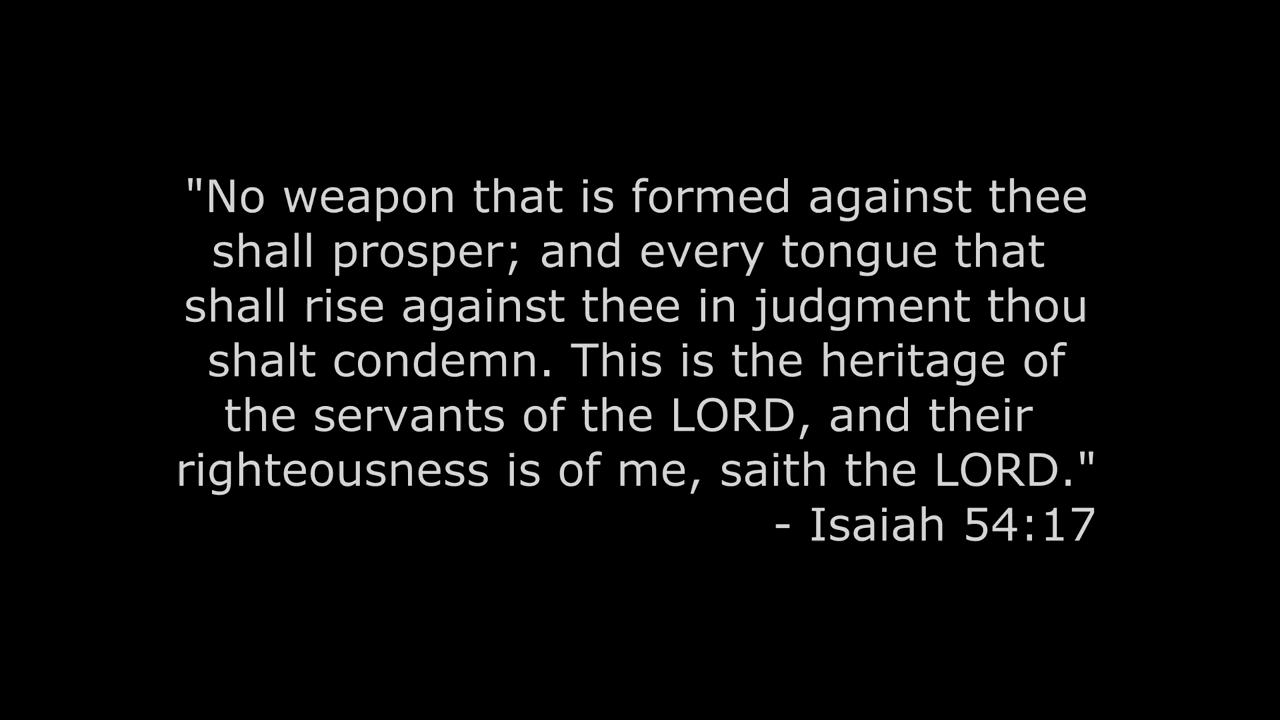 "No weapon that is formed against thee
shall prosper; and every tongue that
shall rise against thee in judgment thou
shalt condemn. This is the heritage of
the servants of the LORD, and their
righteousness is of me, saith the LORD."
- Isaiah 54:17